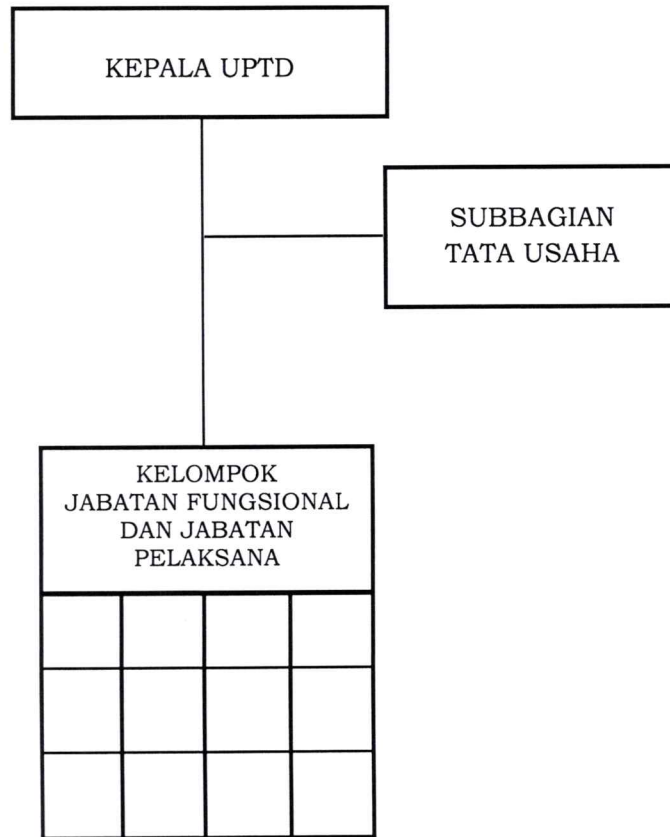 KEPALA UPTD
SUBBAGIAN
TATA USAHA
KELOMPOK
JABATAN FUNGSIONAL
DAN JABATAN
PELAKSANA